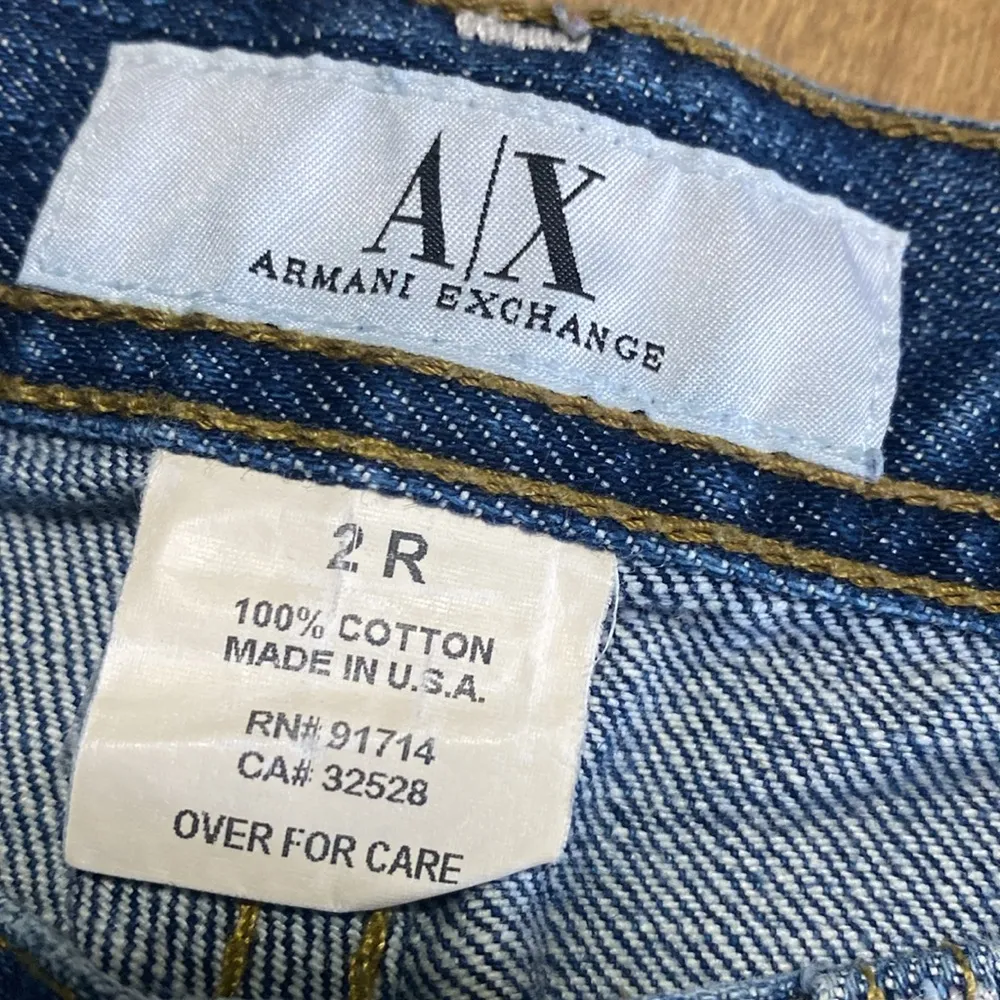 A|X
ARMANI EXCHANGE
2 R
100% COTTON
MADE IN U.S.A.
RN# 91714
CA# 32528
OVER FOR CARE